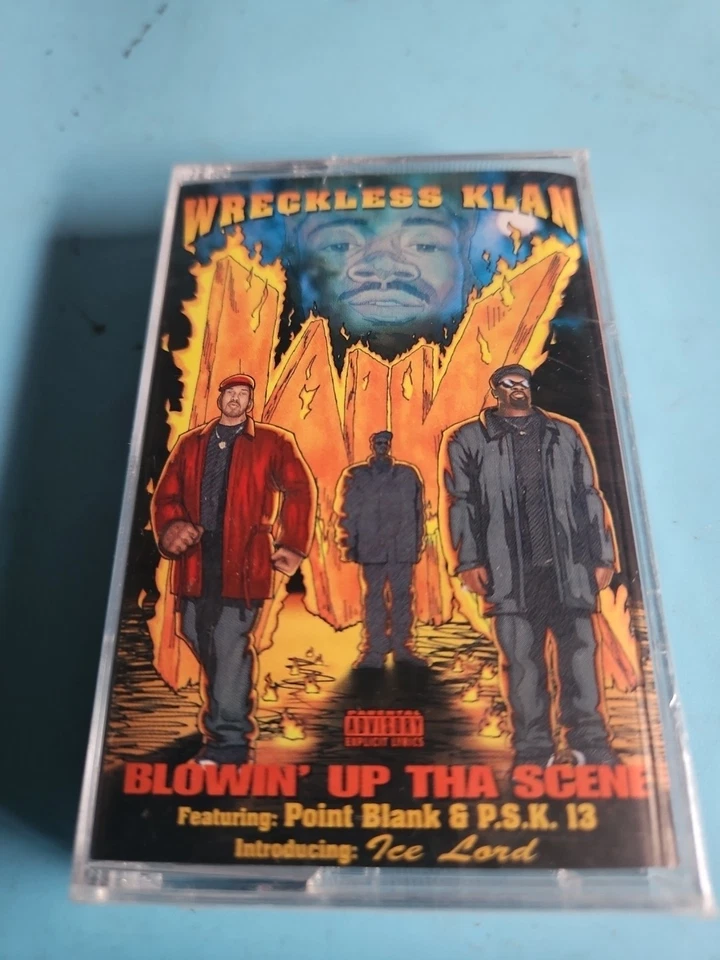 WRECKLESS KLAN
PARENTAL
ADVISORY
EXPLICIT LYRICS
BLOWIN' UP THA SCENE
Featuring: Point Blank & P.S.K. 13
Introducing: Ice Lord